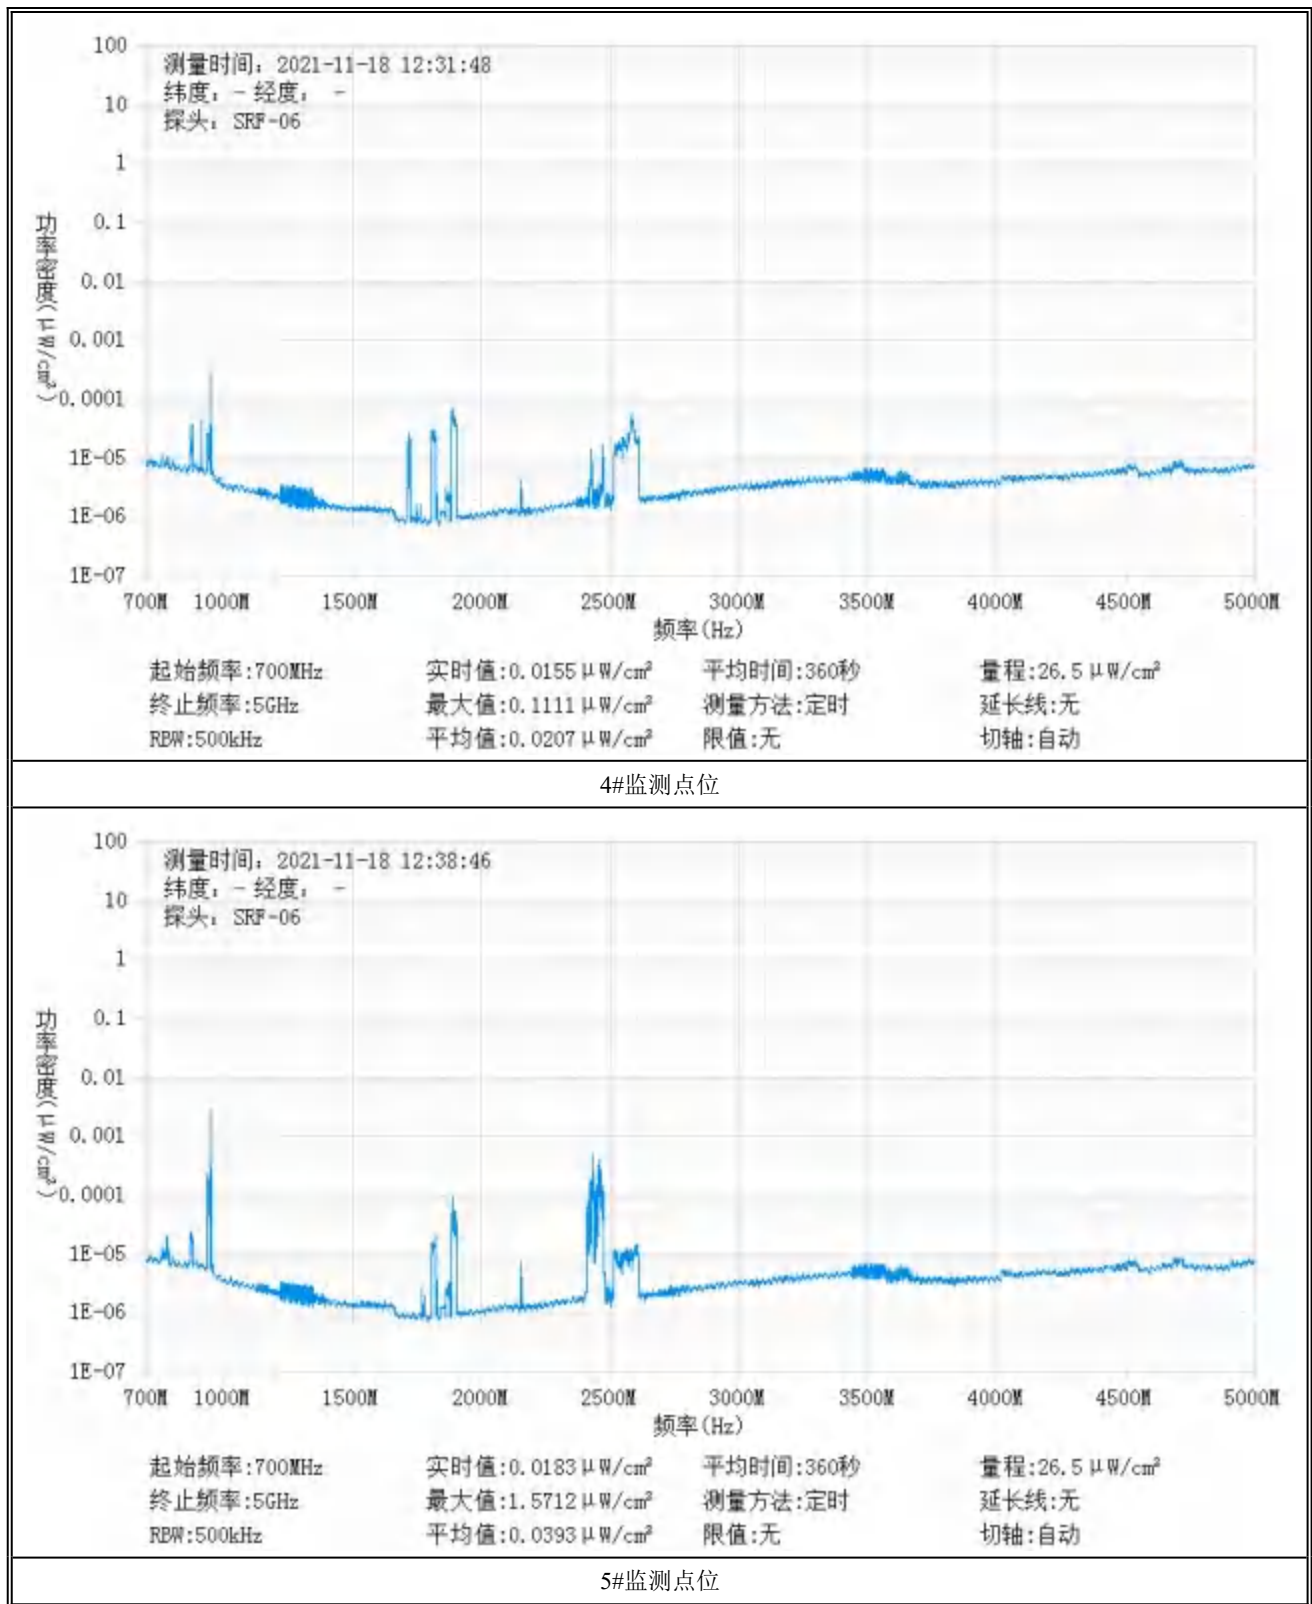 100
测量时间: 2021-11-18 12:31:48
纬度: - 经度: -
10
探头: SRF-06
1
0.1
0.01
0.001
0.0001
1E-05
1E-06
1E-07
功率密度(μW/cm²)
700M 1000M 1500M 2000M 2500M 3000M 3500M 4000M 4500M 5000M
频率(Hz)
起始频率:700MHz 实时值:0.0155μW/cm² 平均时间:360秒 量程:26.5μW/cm²
终止频率:5GHz 最大值:0.1111μW/cm² 测量方法:定时 延长线:无
RBW:500kHz 平均值:0.0207μW/cm² 限值:无 切轴:自动
4#监测点位
100
测量时间: 2021-11-18 12:38:46
纬度: - 经度: -
10
探头: SRF-06
1
0.1
0.01
0.001
0.0001
1E-05
1E-06
1E-07
功率密度(μW/cm²)
700M 1000M 1500M 2000M 2500M 3000M 3500M 4000M 4500M 5000M
频率(Hz)
起始频率:700MHz 实时值:0.0183μW/cm² 平均时间:360秒 量程:26.5μW/cm²
终止频率:5GHz 最大值:1.5712μW/cm² 测量方法:定时 延长线:无
RBW:500kHz 平均值:0.0393μW/cm² 限值:无 切轴:自动
5#监测点位